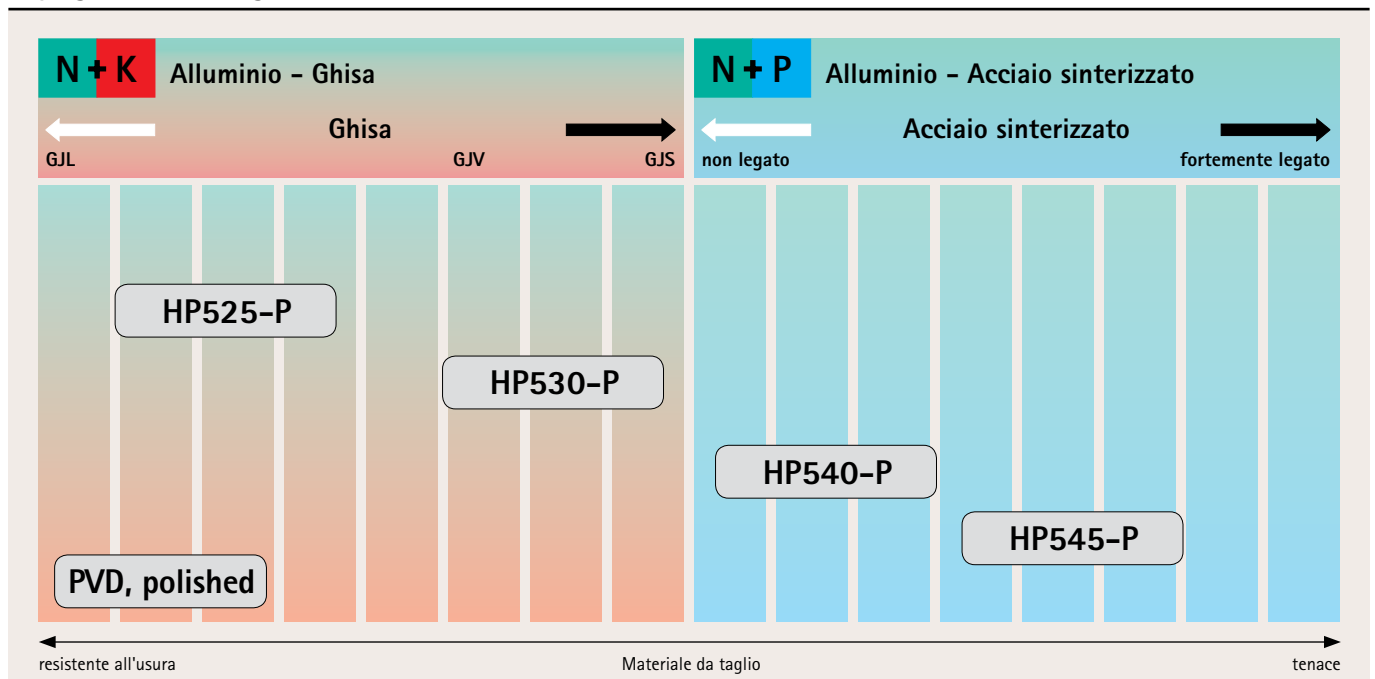 N + K Alluminio - Ghisa
Ghisa
GJL GJV GJS
N + P Alluminio - Acciaio sinterizzato
Acciaio sinterizzato
non legato fortemente legato
HP525-P
HP530-P
HP540-P
HP545-P
PVD, polished
resistente all'usura Materiale da taglio tenace